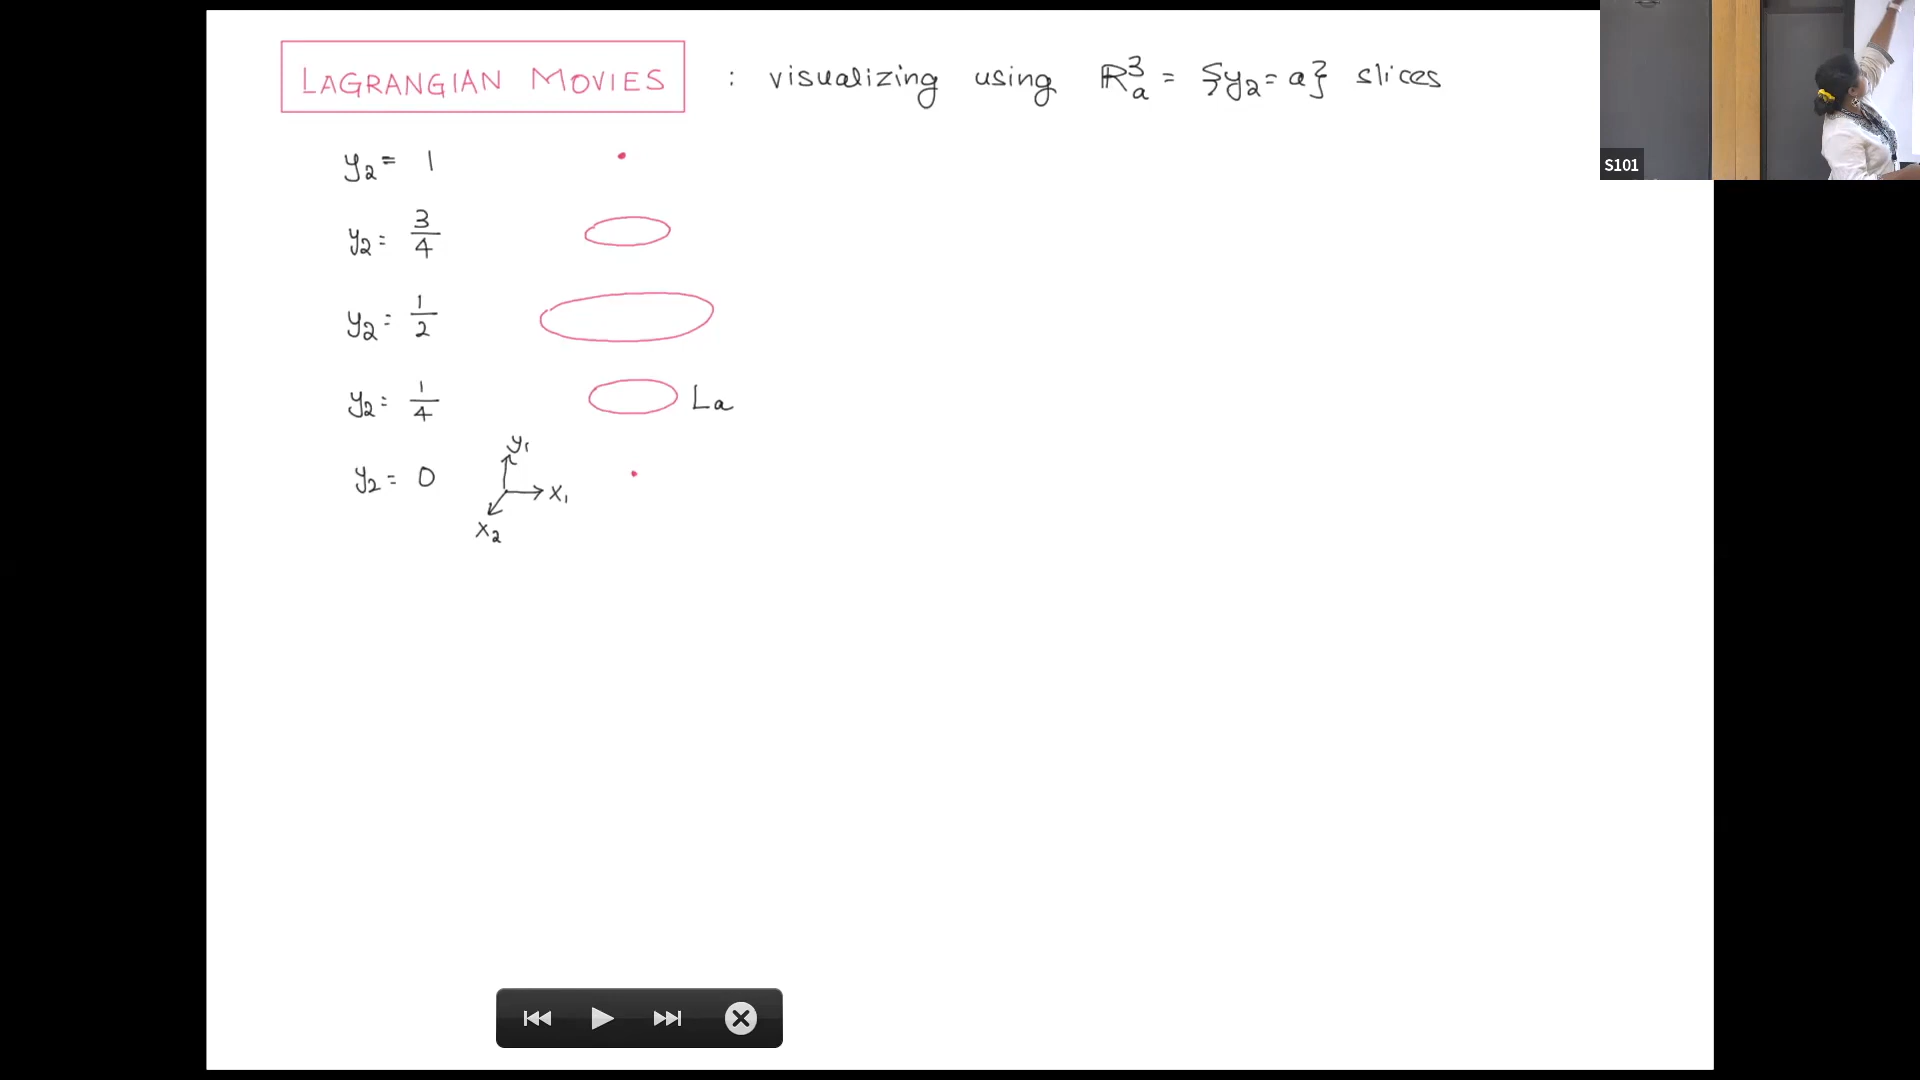 LAGRANGIAN MOVIES : visualizing using ℝ³ₐ = {y₂ = a} slices
y₂ = 1
y₂ = 3/4
y₂ = 1/2
y₂ = 1/4 La
y₁
y₂ = 0
x₁
x₂
S101